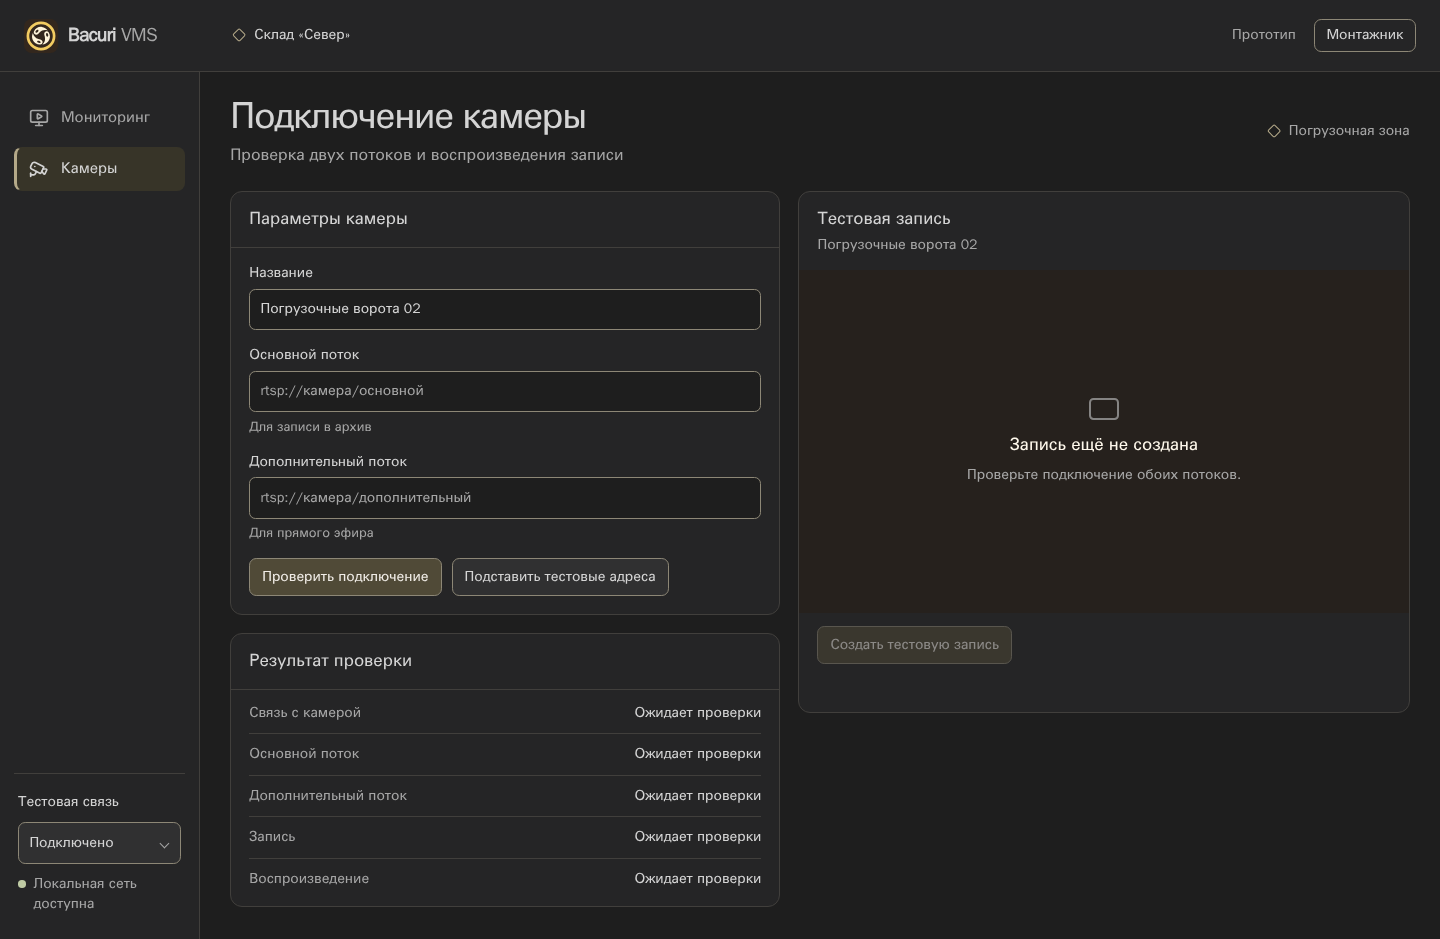 Bacuri VMS
Склад «Север»
Прототип
Монтажник
Мониторинг
Камеры
Подключение камеры
Проверка двух потоков и воспроизведения записи
Погрузочная зона
Параметры камеры
Название
Погрузочные ворота 02
Основной поток
rtsp://камера/основной
Для записи в архив
Дополнительный поток
rtsp://камера/дополнительный
Для прямого эфира
Проверить подключение
Подставить тестовые адреса
Результат проверки
Связь с камерой Ожидает проверки
Основной поток Ожидает проверки
Дополнительный поток Ожидает проверки
Запись Ожидает проверки
Воспроизведение Ожидает проверки
Тестовая запись
Погрузочные ворота 02
Запись ещё не создана
Проверьте подключение обоих потоков.
Создать тестовую запись
Тестовая связь
Подключено
Локальная сеть
доступна